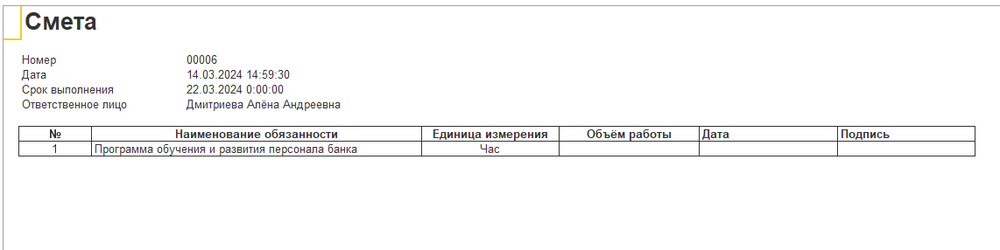 Смета
Номер 00006
Дата 14.03.2024 14:59:30
Срок выполнения 22.03.2024 0:00:00
Ответственное лицо Дмитриева Алёна Андреевна
№ Наименование обязанности Единица измерения Объём работы Дата Подпись
1 Программа обучения и развития персонала банка Час